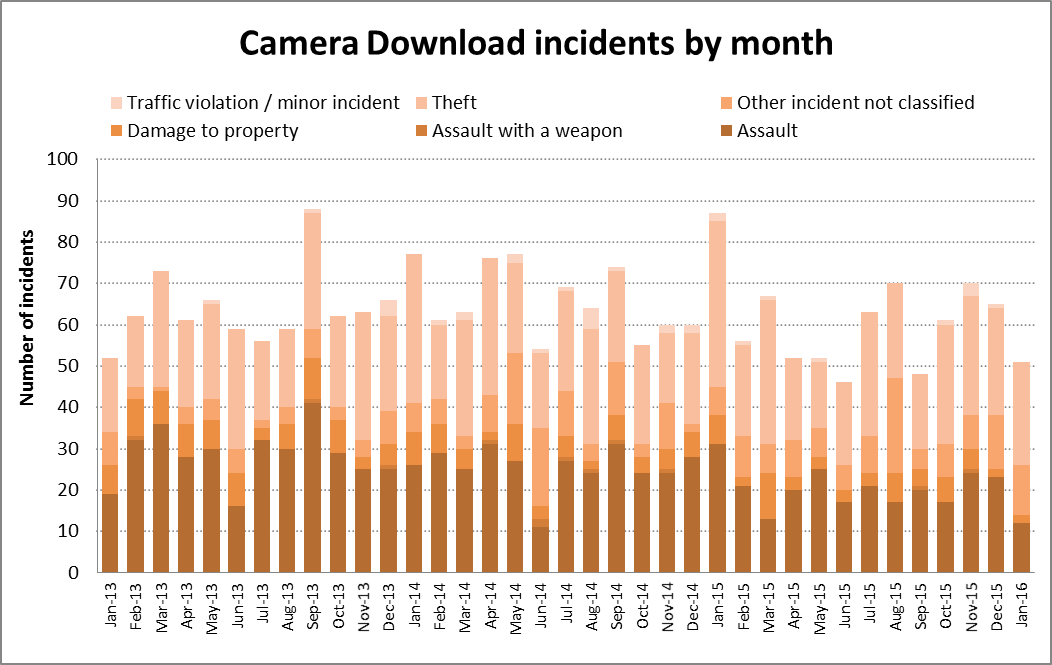 Camera Download incidents by month
Traffic violation / minor incident
Theft
Other incident not classified
Damage to property
Assault with a weapon
Assault
Number of incidents
100
90
80
70
60
50
40
30
20
10
0
Jan-13
Feb-13
Mar-13
Apr-13
May-13
Jun-13
Jul-13
Aug-13
Sep-13
Oct-13
Nov-13
Dec-13
Jan-14
Feb-14
Mar-14
Apr-14
May-14
Jun-14
Jul-14
Aug-14
Sep-14
Oct-14
Nov-14
Dec-14
Jan-15
Feb-15
Mar-15
Apr-15
May-15
Jun-15
Jul-15
Aug-15
Sep-15
Oct-15
Nov-15
Dec-15
Jan-16